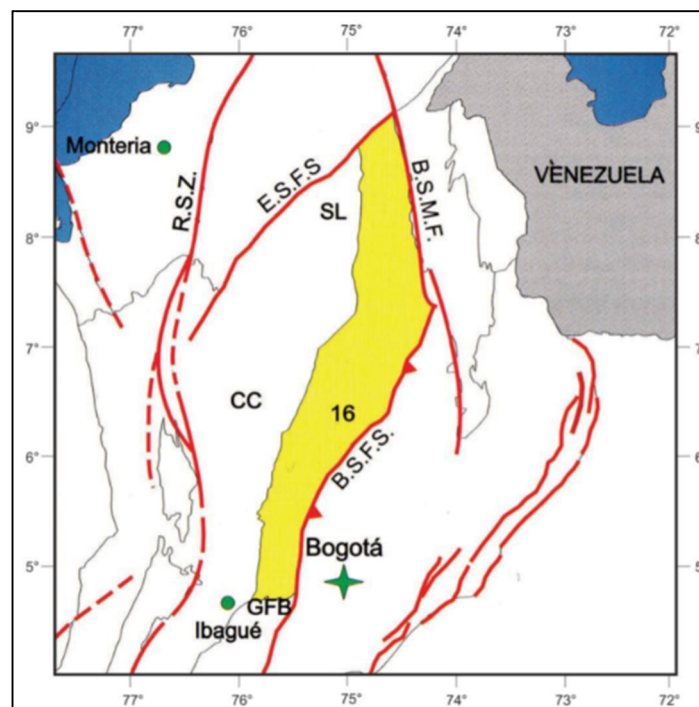 77° 76° 75° 74° 73° 72°
9°
9°
Monteria
R.S.Z.
E.S.F.S
B.S.M.F.
SL
VÈNEZUELA
8°
8°
7°
7°
CC
16
6°
6°
B.S.F.S.
Bogotá
5°
5°
GFB
Ibagué
77° 76° 75° 74° 73° 72°